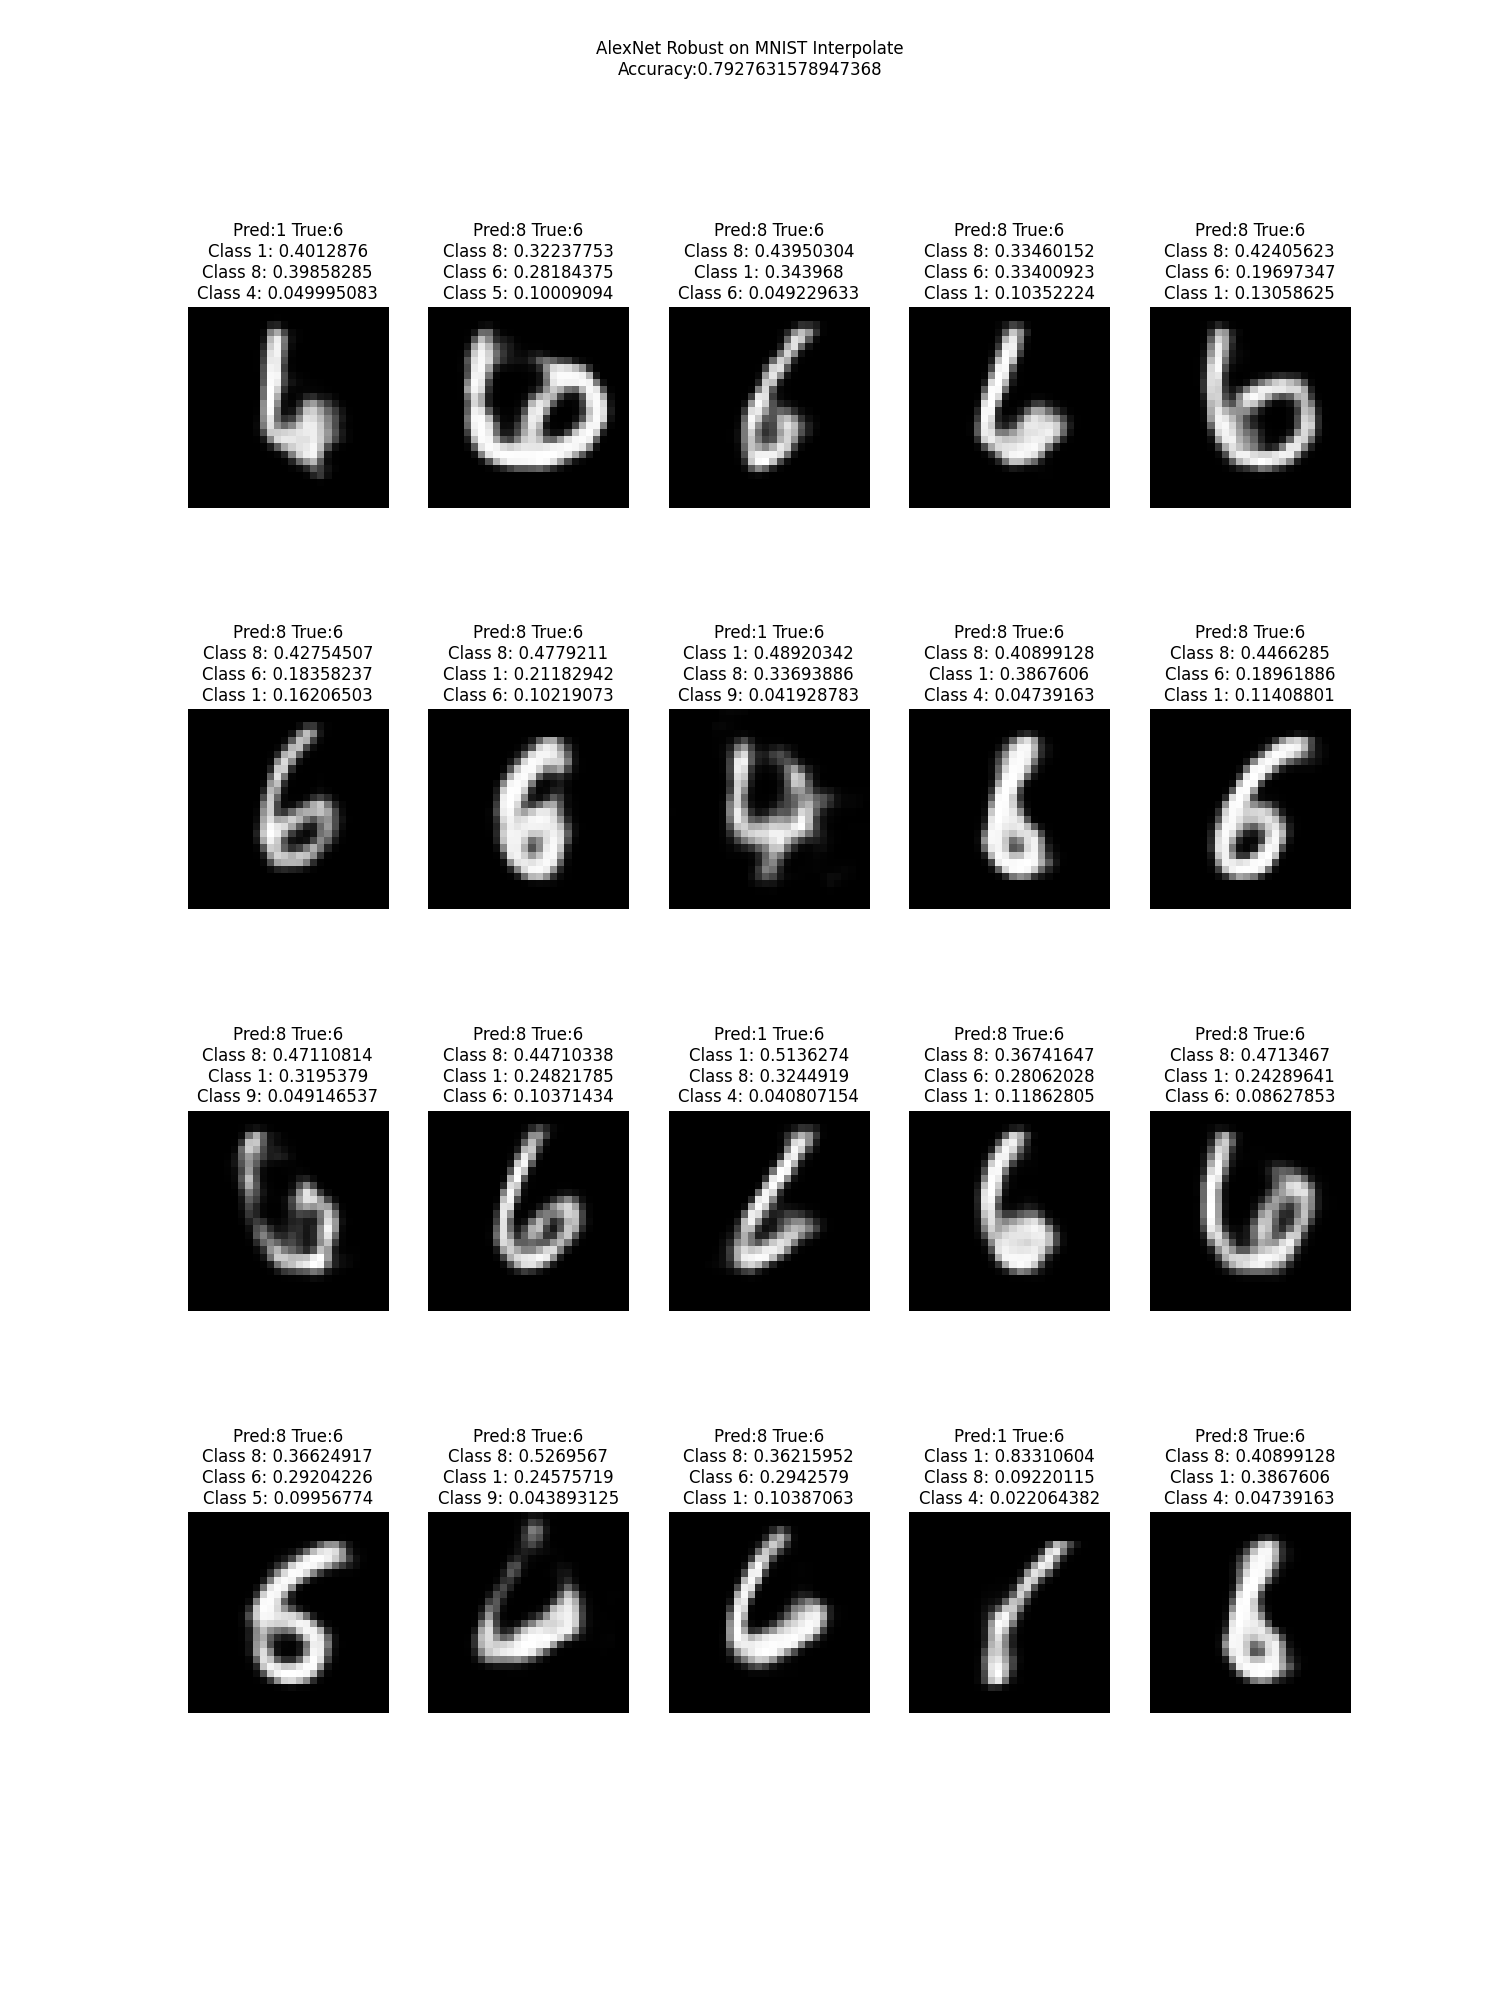 AlexNet Robust on MNIST Interpolate
Accuracy:0.7927631578947368
Pred:1 True:6
Class 1: 0.4012876
Class 8: 0.39858285
Class 4: 0.049995083
Pred:8 True:6
Class 8: 0.32237753
Class 6: 0.28184375
Class 5: 0.10009094
Pred:8 True:6
Class 8: 0.43950304
Class 1: 0.343968
Class 6: 0.049229633
Pred:8 True:6
Class 8: 0.33460152
Class 6: 0.33400923
Class 1: 0.10352224
Pred:8 True:6
Class 8: 0.42405623
Class 6: 0.19697347
Class 1: 0.13058625
Pred:8 True:6
Class 8: 0.42754507
Class 6: 0.18358237
Class 1: 0.16206503
Pred:8 True:6
Class 8: 0.4779211
Class 1: 0.21182942
Class 6: 0.10219073
Pred:1 True:6
Class 1: 0.48920342
Class 8: 0.33693886
Class 9: 0.041928783
Pred:8 True:6
Class 8: 0.40899128
Class 1: 0.3867606
Class 4: 0.04739163
Pred:8 True:6
Class 8: 0.4466285
Class 6: 0.18961886
Class 1: 0.11408801
Pred:8 True:6
Class 8: 0.47110814
Class 1: 0.3195379
Class 9: 0.049146537
Pred:8 True:6
Class 8: 0.44710338
Class 1: 0.24821785
Class 6: 0.10371434
Pred:1 True:6
Class 1: 0.5136274
Class 8: 0.3244919
Class 4: 0.040807154
Pred:8 True:6
Class 8: 0.36741647
Class 6: 0.28062028
Class 1: 0.11862805
Pred:8 True:6
Class 8: 0.4713467
Class 1: 0.24289641
Class 6: 0.08627853
Pred:8 True:6
Class 8: 0.36624917
Class 6: 0.29204226
Class 5: 0.09956774
Pred:8 True:6
Class 8: 0.5269567
Class 1: 0.24575719
Class 9: 0.043893125
Pred:8 True:6
Class 8: 0.36215952
Class 6: 0.2942579
Class 1: 0.10387063
Pred:1 True:6
Class 1: 0.83310604
Class 8: 0.09220115
Class 4: 0.022064382
Pred:8 True:6
Class 8: 0.40899128
Class 1: 0.3867606
Class 4: 0.04739163